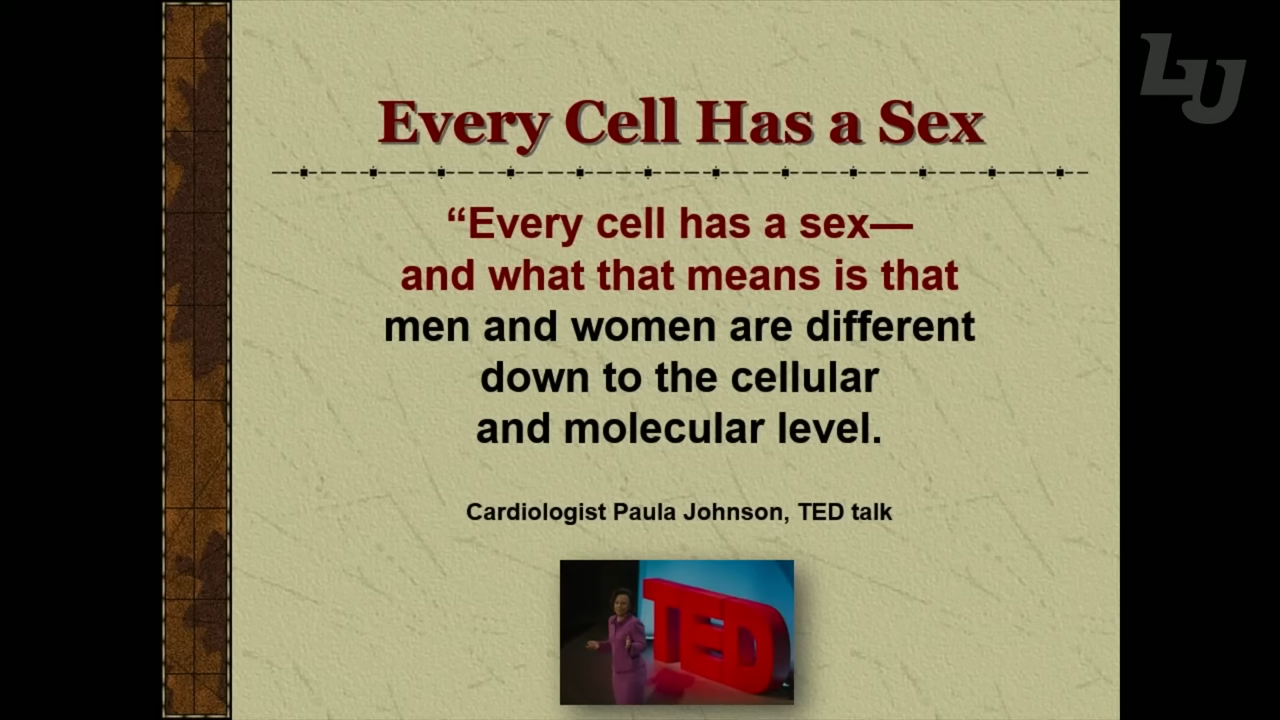 LU
Every Cell Has a Sex
“Every cell has a sex—
and what that means is that
men and women are different
down to the cellular
and molecular level.
Cardiologist Paula Johnson, TED talk
TED